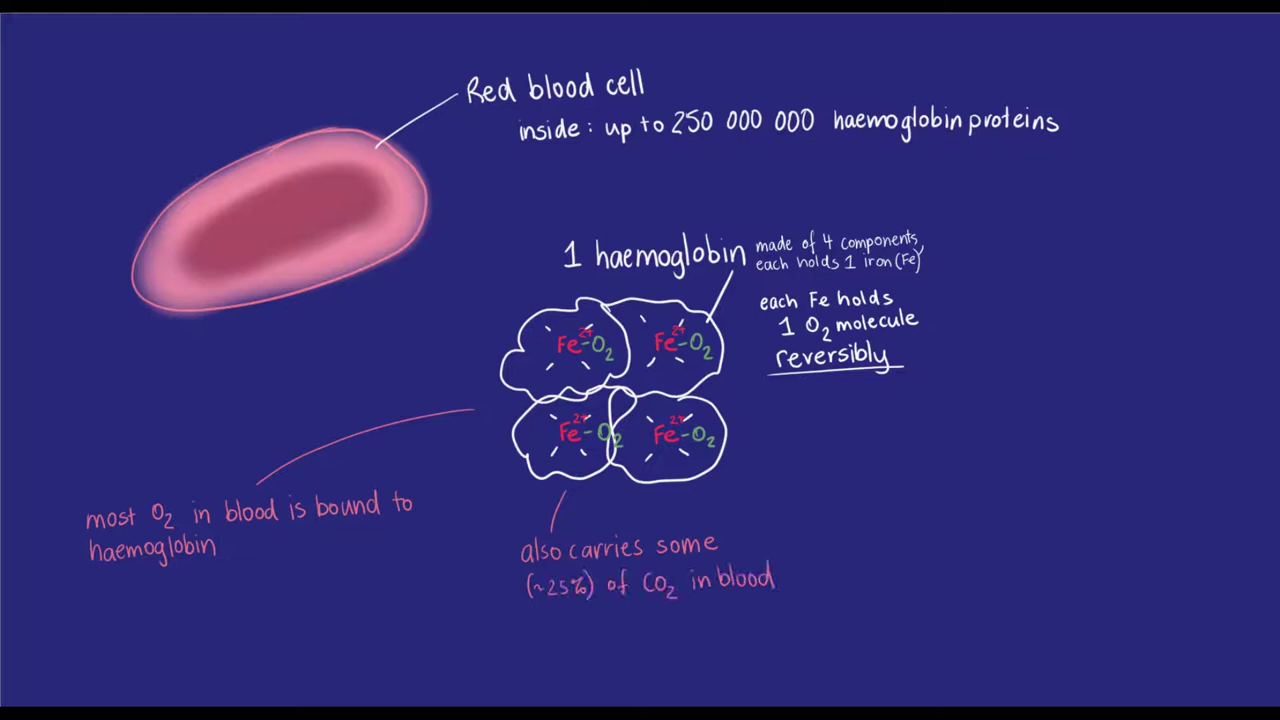 Red blood cell
inside: up to 250 000 000 haemoglobin proteins
1 haemoglobin
made of 4 components,
each holds 1 iron (Fe)
each Fe holds
1 O₂ molecule
reversibly
Fe²⁺-O₂ Fe²⁺-O₂
Fe²⁺-O₂ Fe²⁺-O₂
most O₂ in blood is bound to
haemoglobin
also carries some
(~25%) of CO₂ in blood